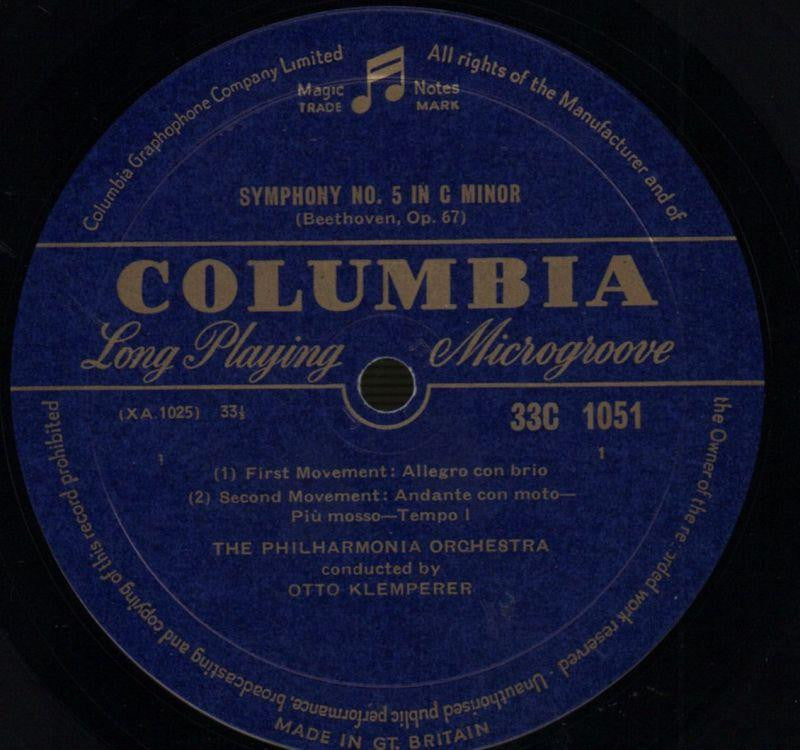 Columbia Graphophone Company Limited
All rights of the Manufacturer and of
the Owner of the re orded work reserved · Unauthorised public performance, broadcasting and copying of this record prohibited
Magic Notes
TRADE MARK
SYMPHONY NO. 5 IN C MINOR
(Beethoven, Op. 67)
COLUMBIA
Long Playing Microgroove
(XA.1025) 33⅓ 33C 1051
1 1
(1) First Movement: Allegro con brio
(2) Second Movement: Andante con moto—
Più mosso—Tempo I
THE PHILHARMONIA ORCHESTRA
conducted by
OTTO KLEMPERER
MADE IN GT. BRITAIN